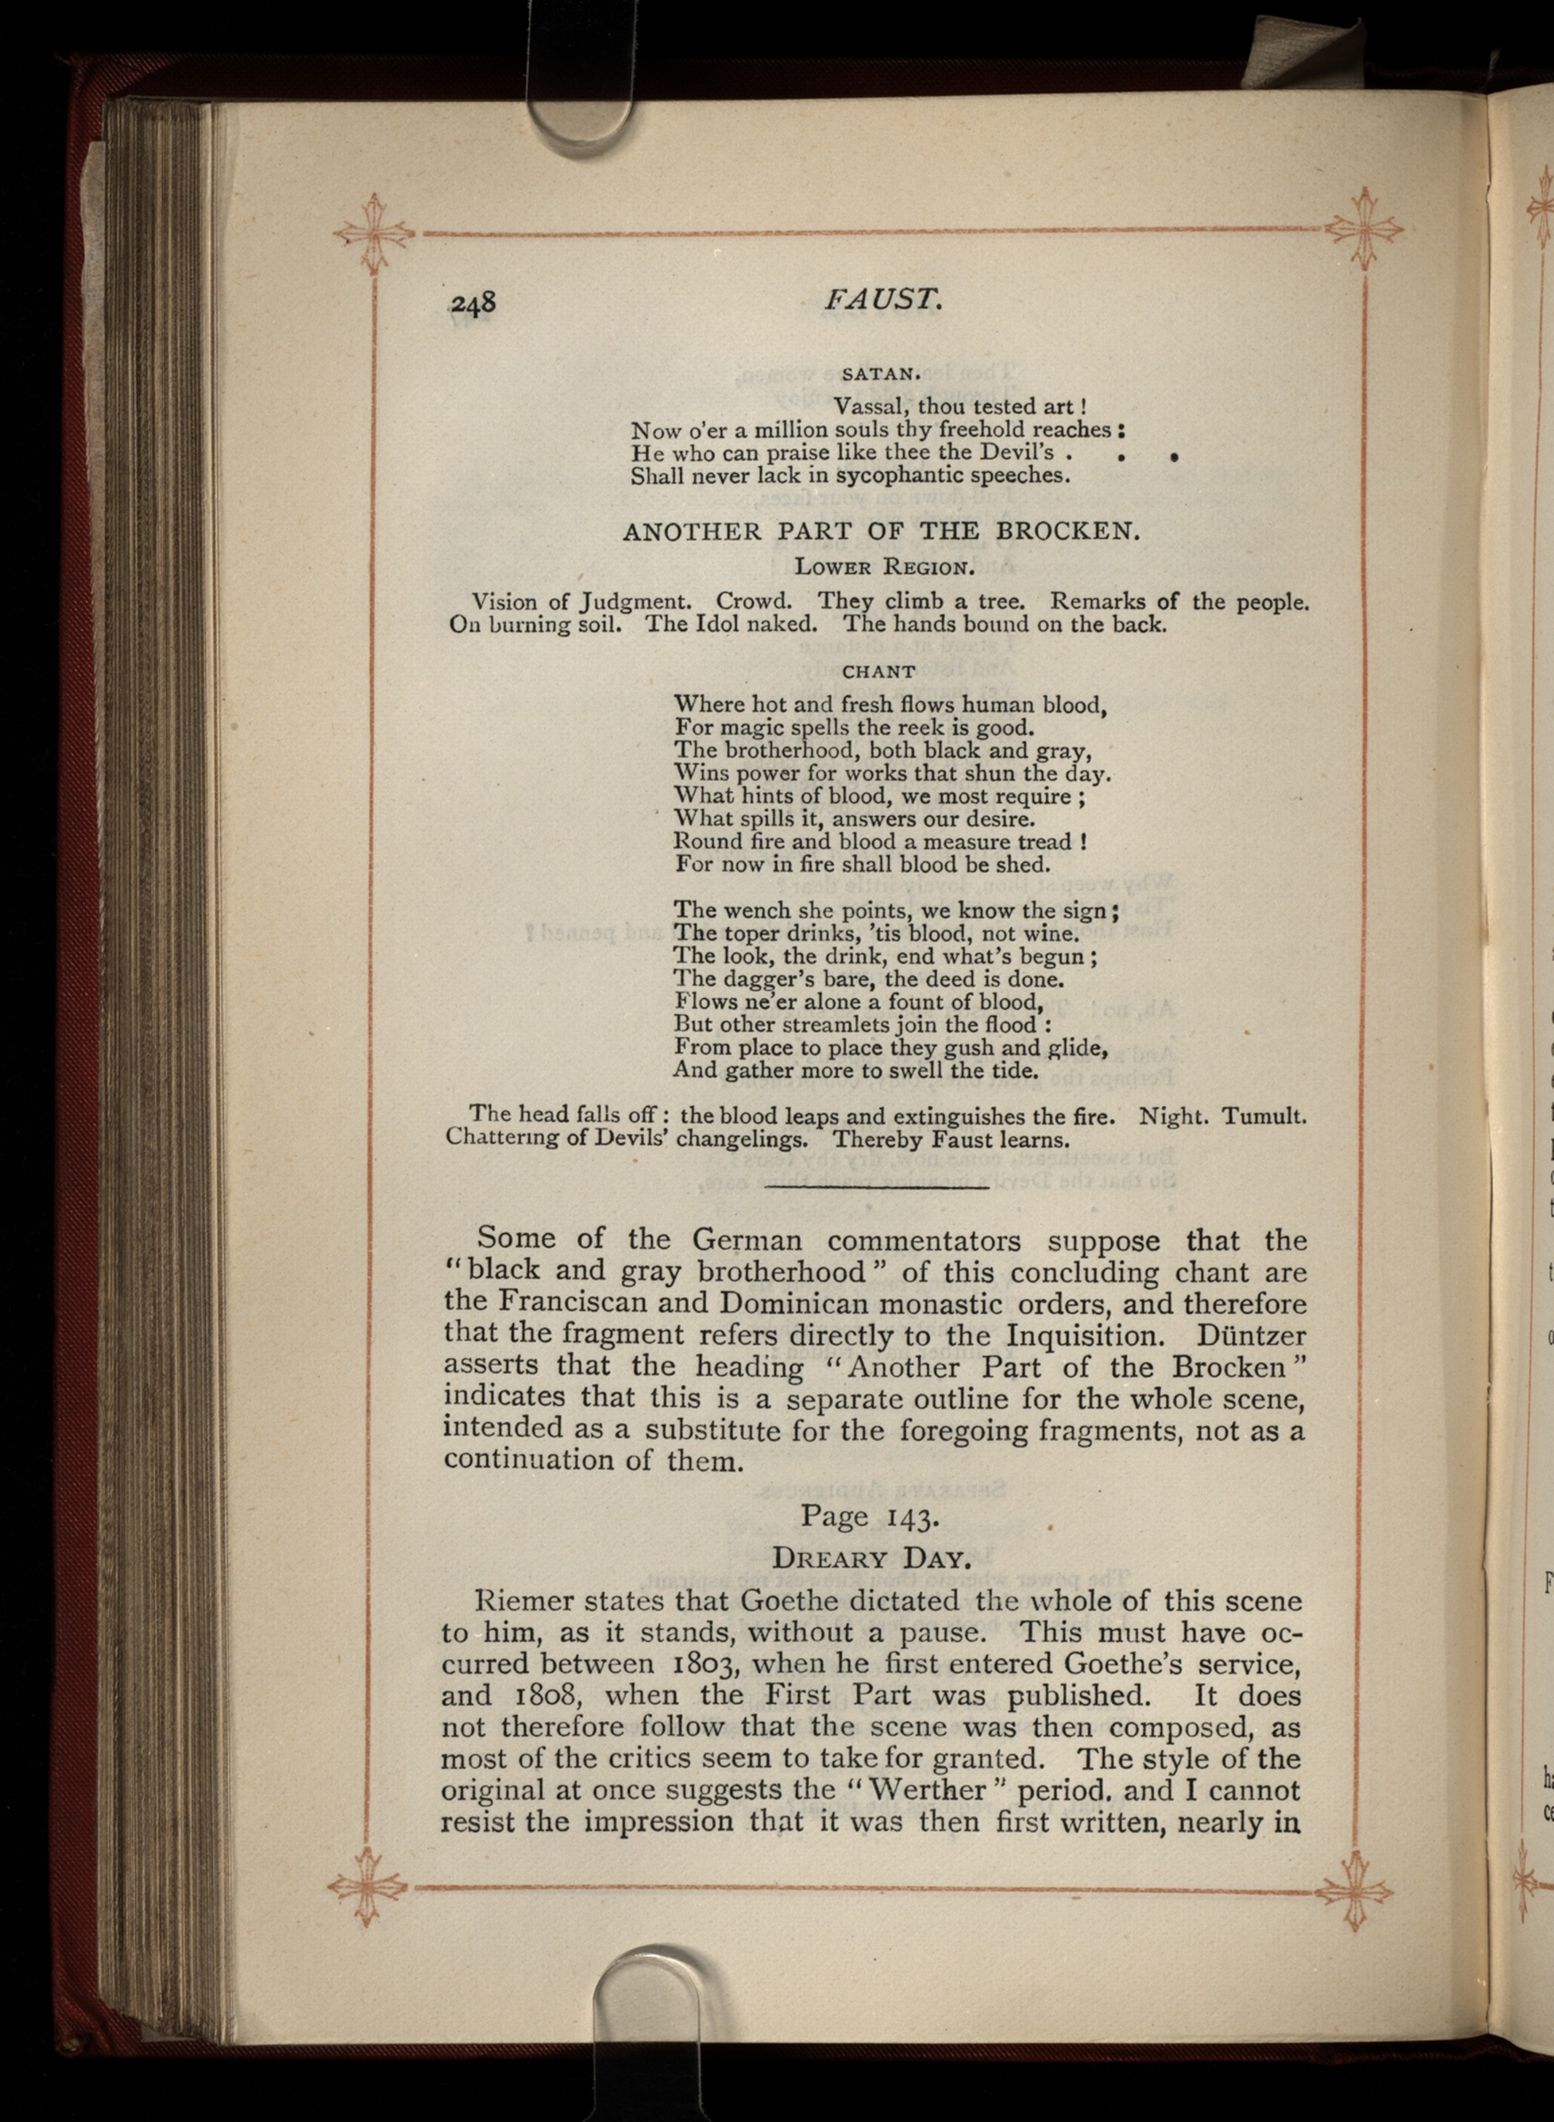 248
FAUST.
SATAN.
Vassal, thou tested art!
Now o'er a million souls thy freehold reaches:
He who can praise like thee the Devil's . . .
Shall never lack in sycophantic speeches.
ANOTHER PART OF THE BROCKEN.
LOWER REGION.
Vision of Judgment. Crowd. They climb a tree. Remarks of the people.
On burning soil. The Idol naked. The hands bound on the back.
CHANT
Where hot and fresh flows human blood,
For magic spells the reek is good.
The brotherhood, both black and gray,
Wins power for works that shun the day.
What hints of blood, we most require;
What spills it, answers our desire.
Round fire and blood a measure tread!
For now in fire shall blood be shed.
The wench she points, we know the sign;
The toper drinks, 'tis blood, not wine.
The look, the drink, end what's begun;
The dagger's bare, the deed is done.
Flows ne'er alone a fount of blood,
But other streamlets join the flood:
From place to place they gush and glide,
And gather more to swell the tide.
The head falls off: the blood leaps and extinguishes the fire. Night. Tumult.
Chattering of Devils' changelings. Thereby Faust learns.
Some of the German commentators suppose that the
"black and gray brotherhood" of this concluding chant are
the Franciscan and Dominican monastic orders, and therefore
that the fragment refers directly to the Inquisition. Düntzer
asserts that the heading "Another Part of the Brocken"
indicates that this is a separate outline for the whole scene,
intended as a substitute for the foregoing fragments, not as a
continuation of them.
Page 143.
DREARY DAY.
Riemer states that Goethe dictated the whole of this scene
to him, as it stands, without a pause. This must have oc-
curred between 1803, when he first entered Goethe's service,
and 1808, when the First Part was published. It does
not therefore follow that the scene was then composed, as
most of the critics seem to take for granted. The style of the
original at once suggests the "Werther" period, and I cannot
resist the impression that it was then first written, nearly in